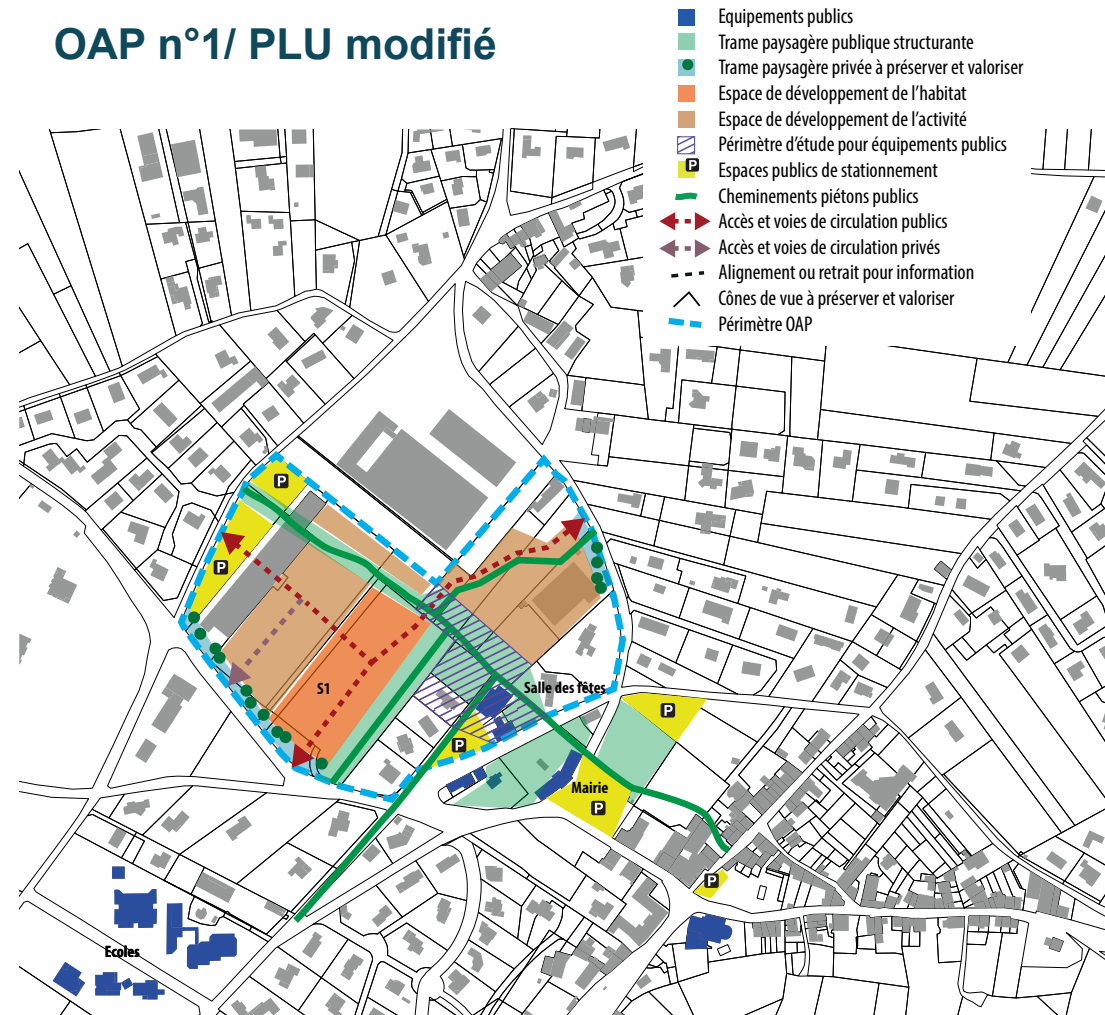 OAP n°1/ PLU modifié
Equipements publics
Trame paysagère publique structurante
Trame paysagère privée à préserver et valoriser
Espace de développement de l'habitat
Espace de développement de l'activité
Périmètre d'étude pour équipements publics
P Espaces publics de stationnement
Cheminements piétons publics
Accès et voies de circulation publics
Accès et voies de circulation privés
Alignement ou retrait pour information
Cônes de vue à préserver et valoriser
Périmètre OAP
P
P
S1
Salle des fêtes
P
P
Mairie
P
P
Ecoles